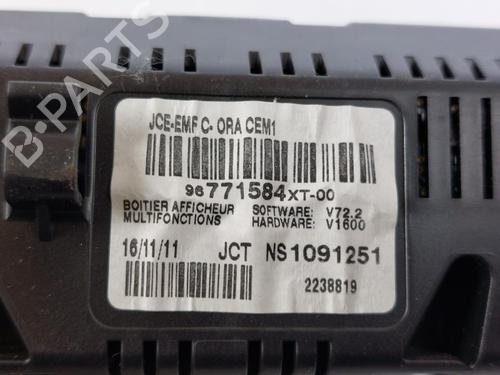 B-PARTS
JCE-EMF C- ORA CEM1
96771584XT-00
BOITIER AFFICHEUR SOFTWARE: V72.2
MULTIFONCTIONS HARDWARE: V1600
16/11/11 JCT NS1091251
2238819